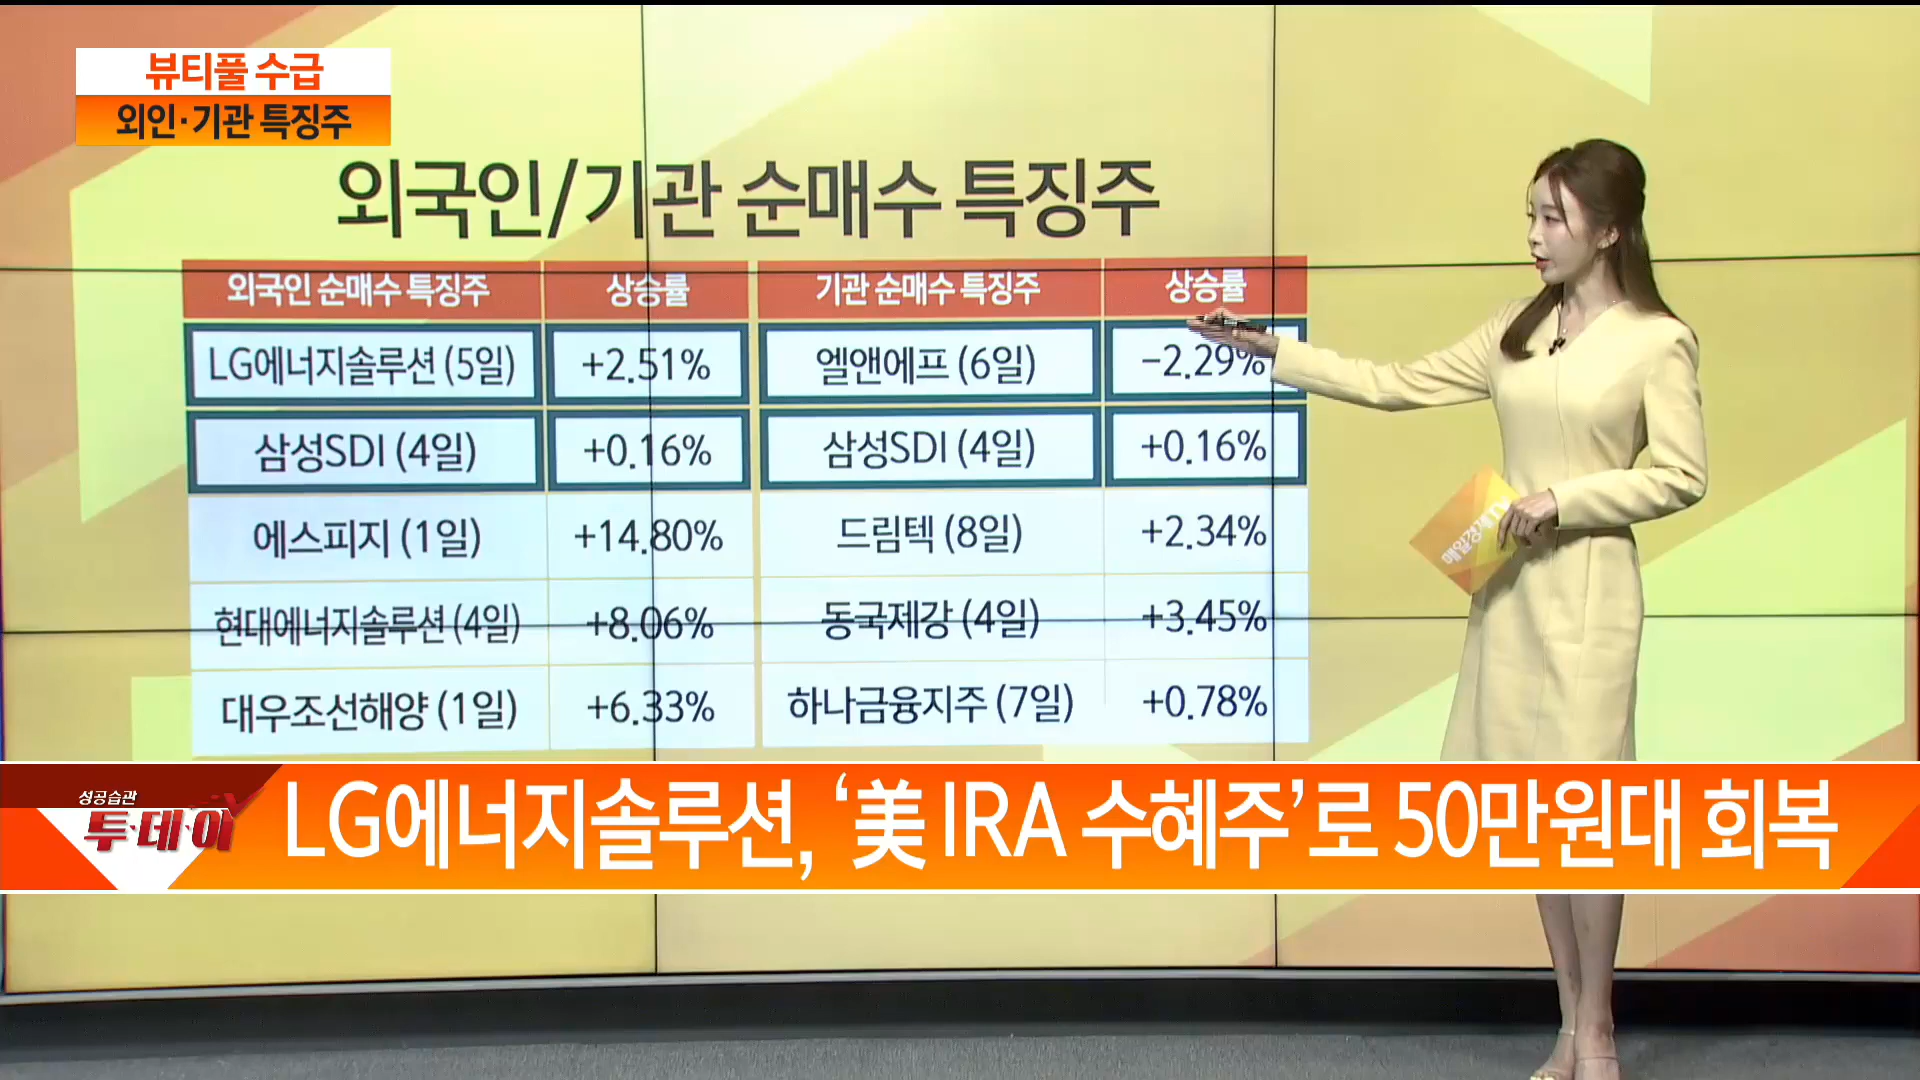 뷰티풀 수급
외인·기관 특징주
외국인/기관 순매수 특징주
외국인 순매수 특징주 상승률 기관 순매수 특징주 상승률
LG에너지솔루션 (5일) +2.51% 엘앤에프 (6일) -2.29%
삼성SDI (4일) +0.16% 삼성SDI (4일) +0.16%
에스피지 (1일) +14.80% 드림텍 (8일) +2.34%
현대에너지솔루션 (4일) +8.06% 동국제강 (4일) +3.45%
대우조선해양 (1일) +6.33% 하나금융지주 (7일) +0.78%
매일경제TV
성공습관
투·데·이
LG에너지솔루션, ‘美 IRA 수혜주’로 50만원대 회복